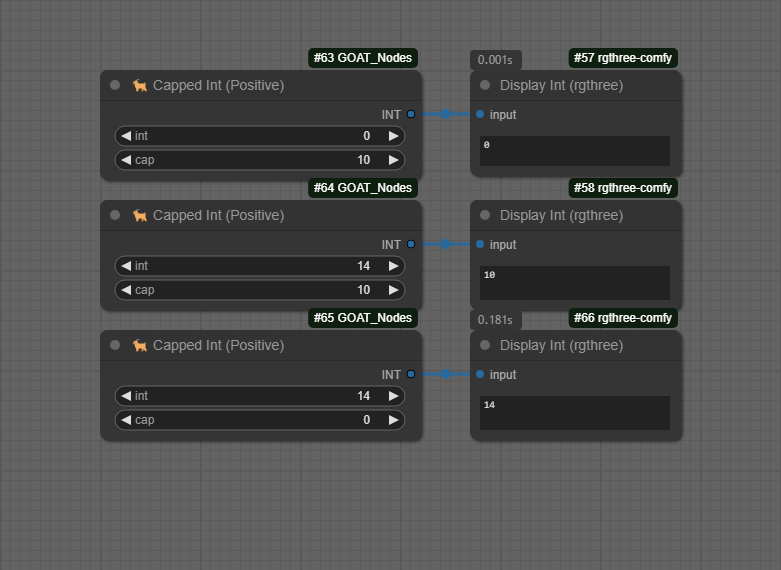 #63 GOAT_Nodes
0.001s
#57 rgthree-comfy
Capped Int (Positive)
Display Int (rgthree)
INT
input
int 0
cap 10
0
#64 GOAT_Nodes
#58 rgthree-comfy
Capped Int (Positive)
Display Int (rgthree)
INT
input
int 14
cap 10
10
#65 GOAT_Nodes
0.181s
#66 rgthree-comfy
Capped Int (Positive)
Display Int (rgthree)
INT
input
int 14
cap 0
14